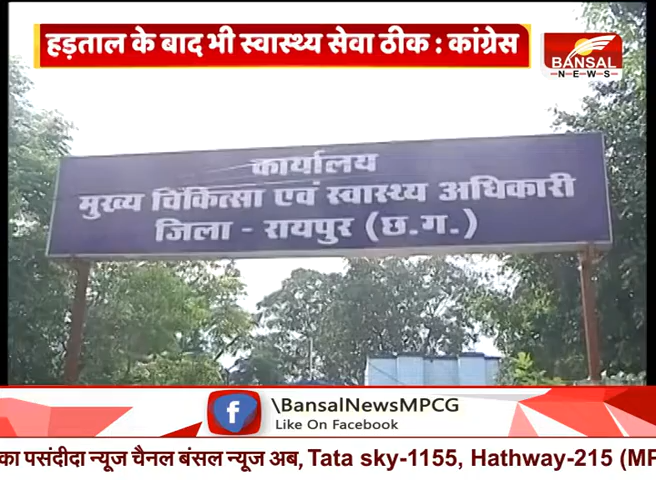 हड़ताल के बाद भी स्वास्थ्य सेवा ठीक : कांग्रेस
BANSAL
NEWS
कार्यालय
मुख्य चिकित्सा एवं स्वास्थ्य अधिकारी
जिला - रायपुर (छ.ग.)
\BansalNewsMPCG
Like On Facebook
का पसंदीदा न्यूज चैनल बंसल न्यूज अब, Tata sky-1155, Hathway-215 (MP